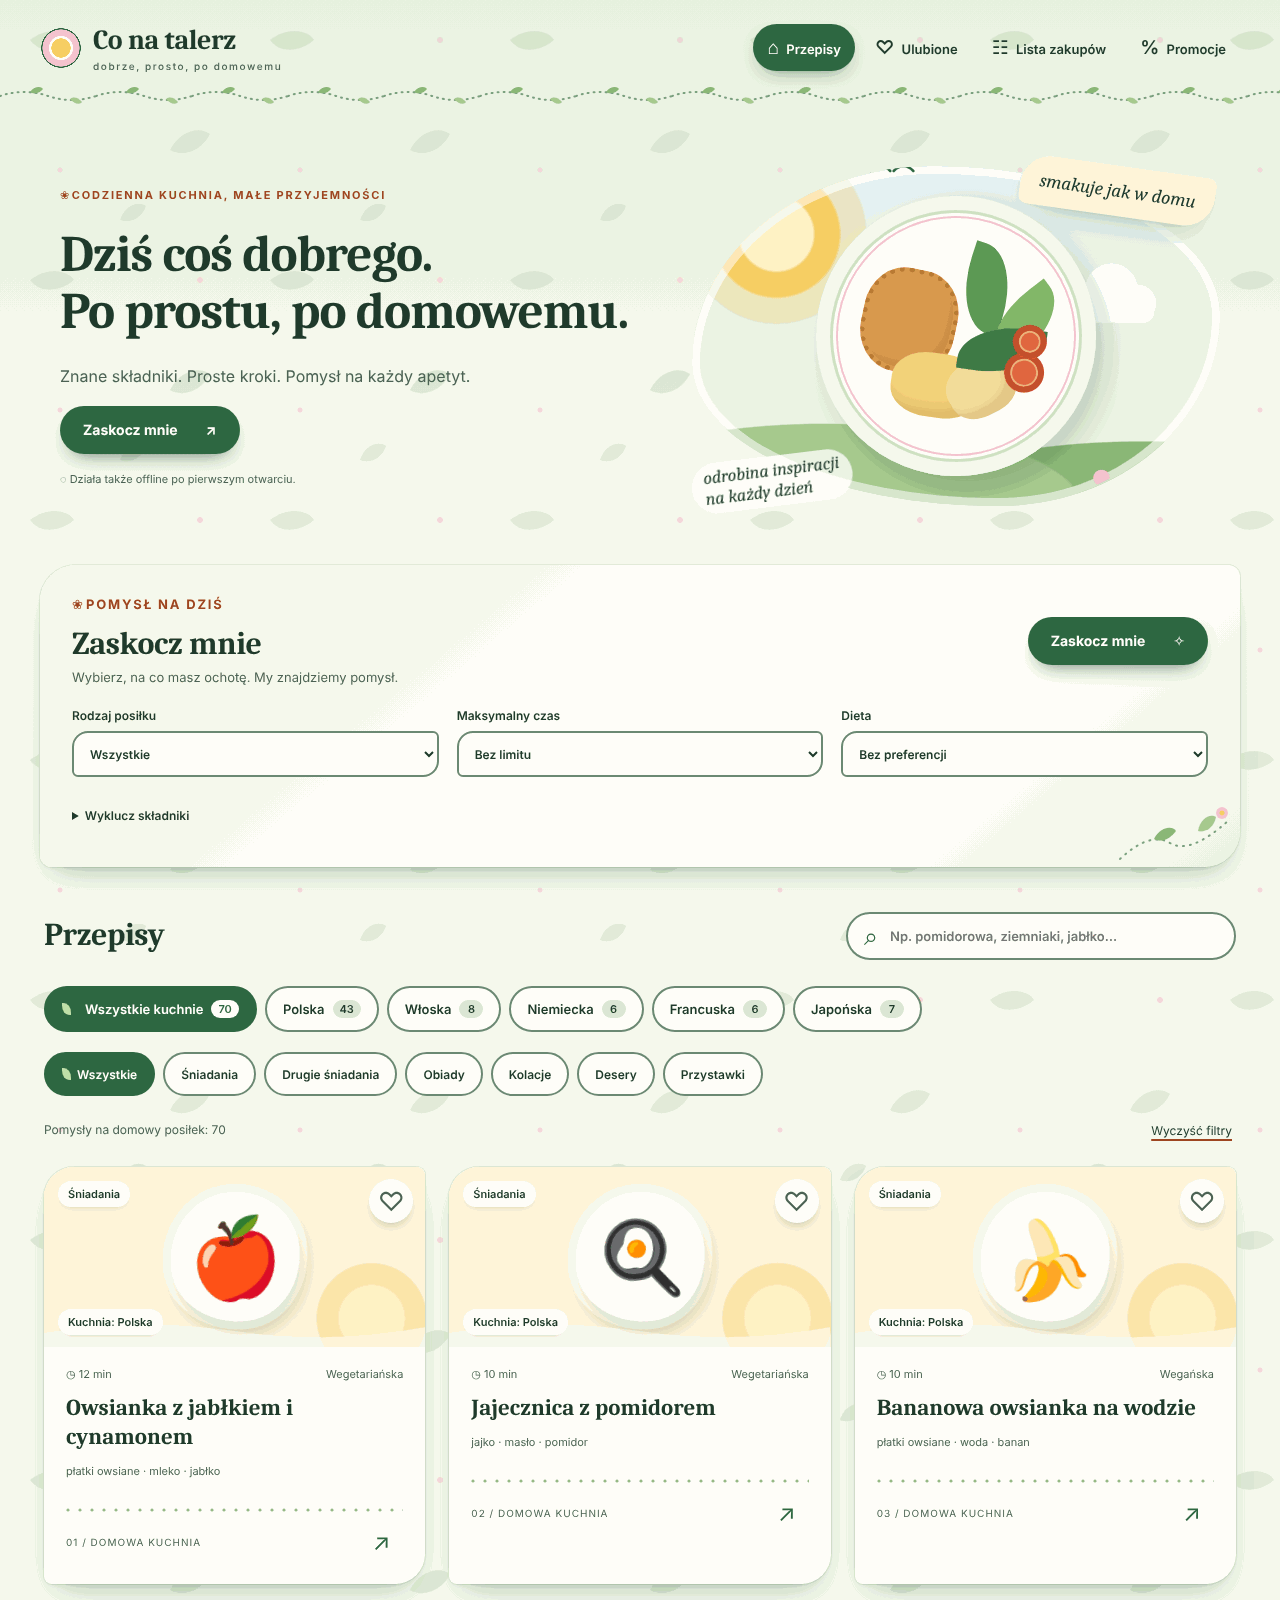 Co na talerz
dobrze, prosto, po domowemu
Przepisy
Ulubione
Lista zakupów
% Promocje
CODZIENNA KUCHNIA, MAŁE PRZYJEMNOŚCI
Dziś coś dobrego.
Po prostu, po domowemu.
Znane składniki. Proste kroki. Pomysł na każdy apetyt.
Zaskocz mnie
Działa także offline po pierwszym otwarciu.
smakuje jak w domu
odrobina inspiracji
na każdy dzień
POMYSŁ NA DZIŚ
Zaskocz mnie
Wybierz, na co masz ochotę. My znajdziemy pomysł.
Zaskocz mnie
Rodzaj posiłku
Wszystkie
Maksymalny czas
Bez limitu
Dieta
Bez preferencji
Wyklucz składniki
Przepisy
Np. pomidorowa, ziemniaki, jabłko...
Wszystkie kuchnie 70
Polska 43
Włoska 8
Niemiecka 6
Francuska 6
Japońska 7
Wszystkie
Śniadania
Drugie śniadania
Obiady
Kolacje
Desery
Przystawki
Pomysły na domowy posiłek: 70
Wyczyść filtry
Śniadania
Kuchnia: Polska
12 min
Wegetariańska
Owsianka z jabłkiem i
cynamonem
płatki owsiane · mleko · jabłko
01 / DOMOWA KUCHNIA
Śniadania
Kuchnia: Polska
10 min
Wegetariańska
Jajecznica z pomidorem
jajko · masło · pomidor
02 / DOMOWA KUCHNIA
Śniadania
Kuchnia: Polska
10 min
Wegańska
Bananowa owsianka na wodzie
płatki owsiane · woda · banan
03 / DOMOWA KUCHNIA